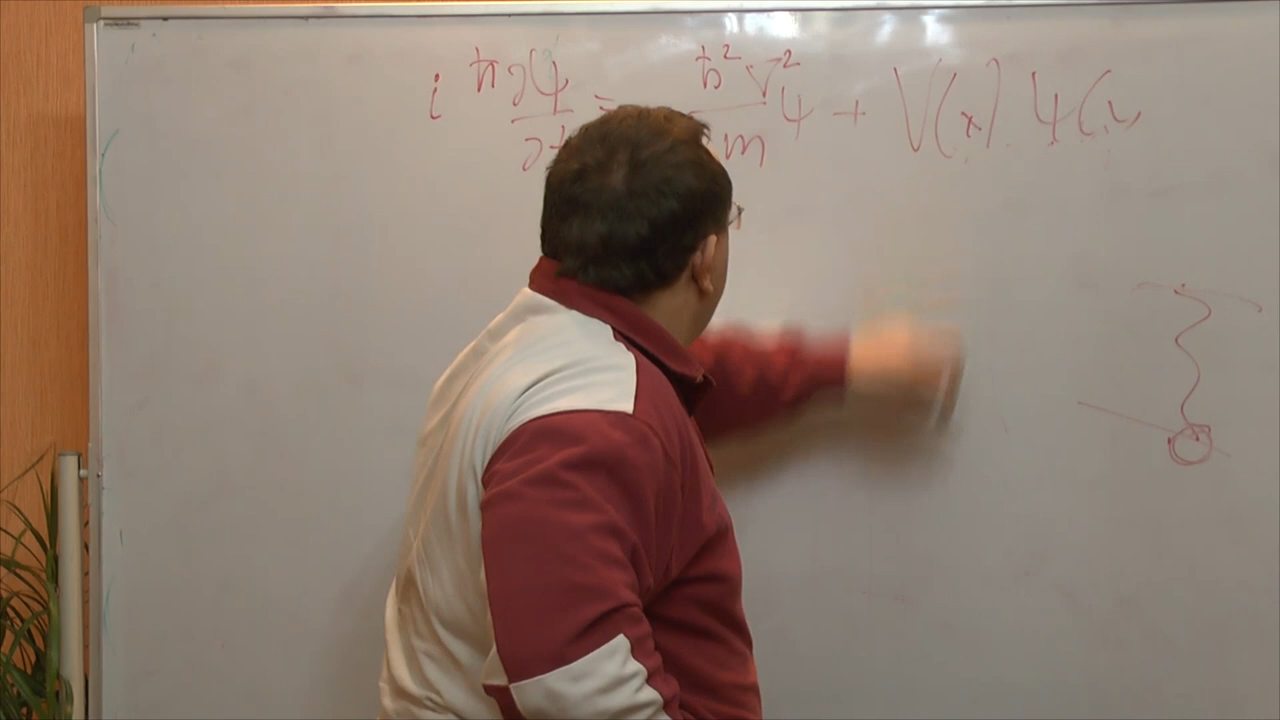 iħ ∂Ψ/∂t = ħ²∇²/m Ψ + V(x) Ψ(